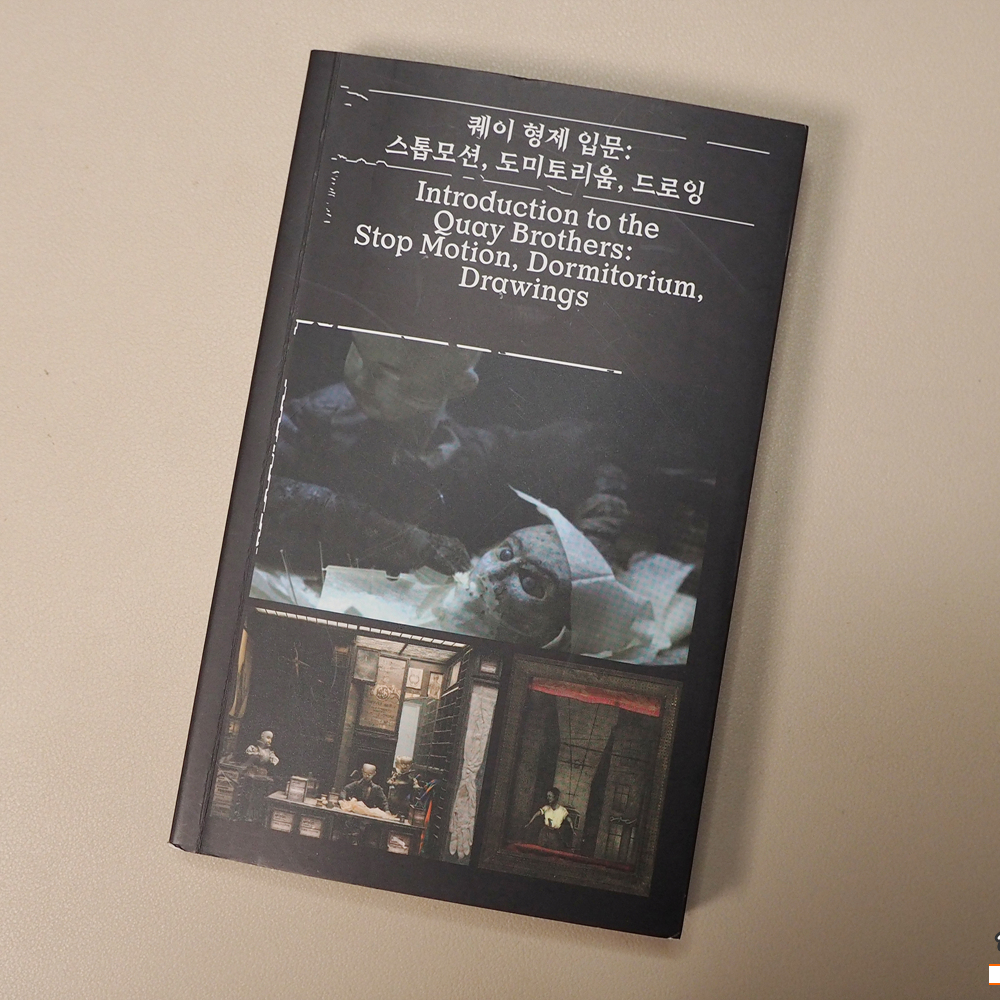 퀘이 형제 입문:
스톱모션, 도미토리움, 드로잉
Introduction to the
Quay Brothers:
Stop Motion, Dormitorium,
Drawings